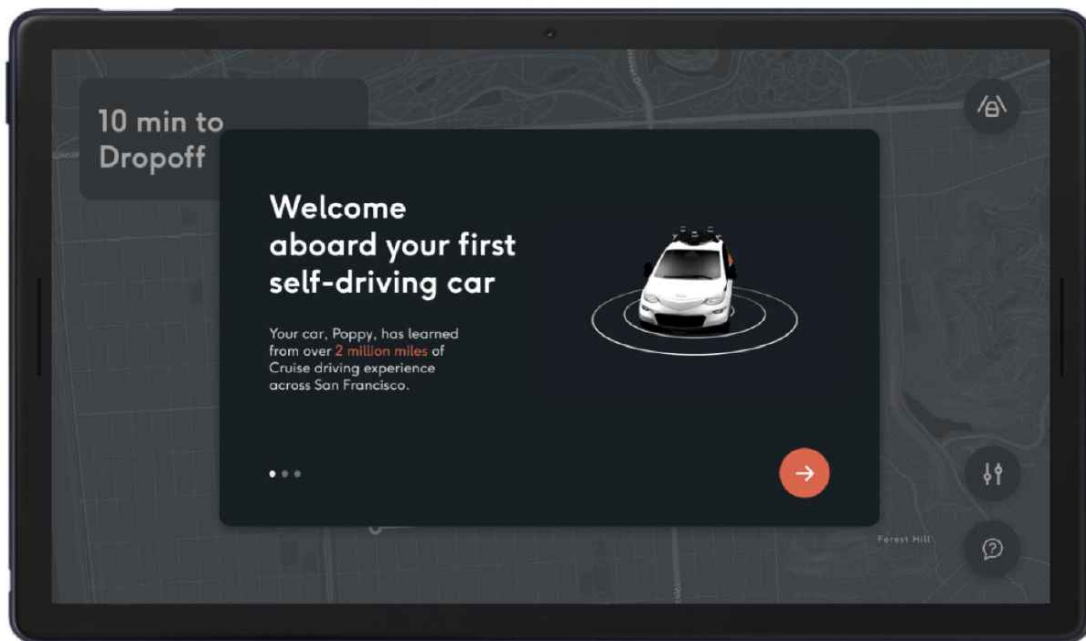 10 min to
Dropoff
Welcome
aboard your first
self-driving car
Your car, Poppy, has learned
from over 2 million miles of
Cruise driving experience
across San Francisco.
Forest Hill
?